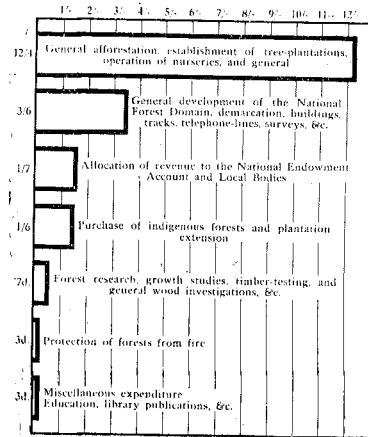 1/- 2/- 3/- 4/- 5/- 6/- 7/- 8/- 9/- 10/- 11/- 12/-
12/4
General afforestation, establishment of tree-plantations,
operation of nurseries, and general
3/6
General development of the National
Forest Domain, demarcation, buildings,
tracks, telephone-lines, surveys, &c.
1/7
Allocation of revenue to the National Endowment
Account and Local Bodies
1/6
Purchase of indigenous forests and plantation
extension
7d.
Forest research, growth studies, timber-testing, and
general wood investigations, &c.
3d.
Protection of forests from fire
3d.
Miscellaneous expenditure
Education, library publications, &c.